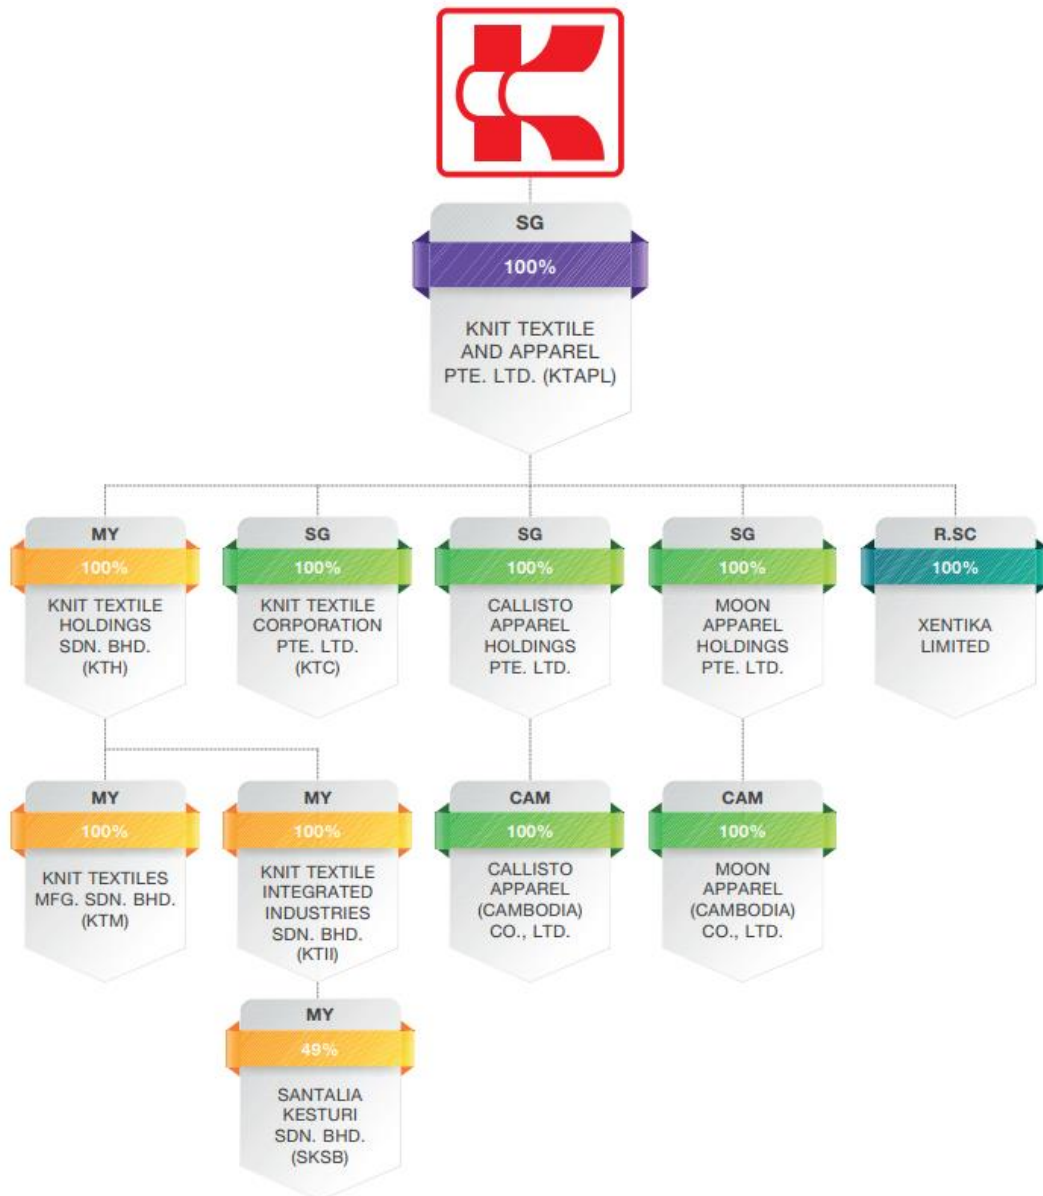 SG
100%
KNIT TEXTILE
AND APPAREL
PTE. LTD. (KTAPL)
MY
100%
KNIT TEXTILE
HOLDINGS
SDN. BHD.
(KTH)
SG
100%
KNIT TEXTILE
CORPORATION
PTE. LTD.
(KTC)
SG
100%
CALLISTO
APPAREL
HOLDINGS
PTE. LTD.
SG
100%
MOON
APPAREL
HOLDINGS
PTE. LTD.
R.SC
100%
XENTIKA
LIMITED
MY
100%
KNIT TEXTILES
MFG. SDN. BHD.
(KTM)
MY
100%
KNIT TEXTILE
INTEGRATED
INDUSTRIES
SDN. BHD.
(KTII)
CAM
100%
CALLISTO
APPAREL
(CAMBODIA)
CO., LTD.
CAM
100%
MOON
APPAREL
(CAMBODIA)
CO., LTD.
MY
49%
SANTALIA
KESTURI
SDN. BHD.
(SKSB)